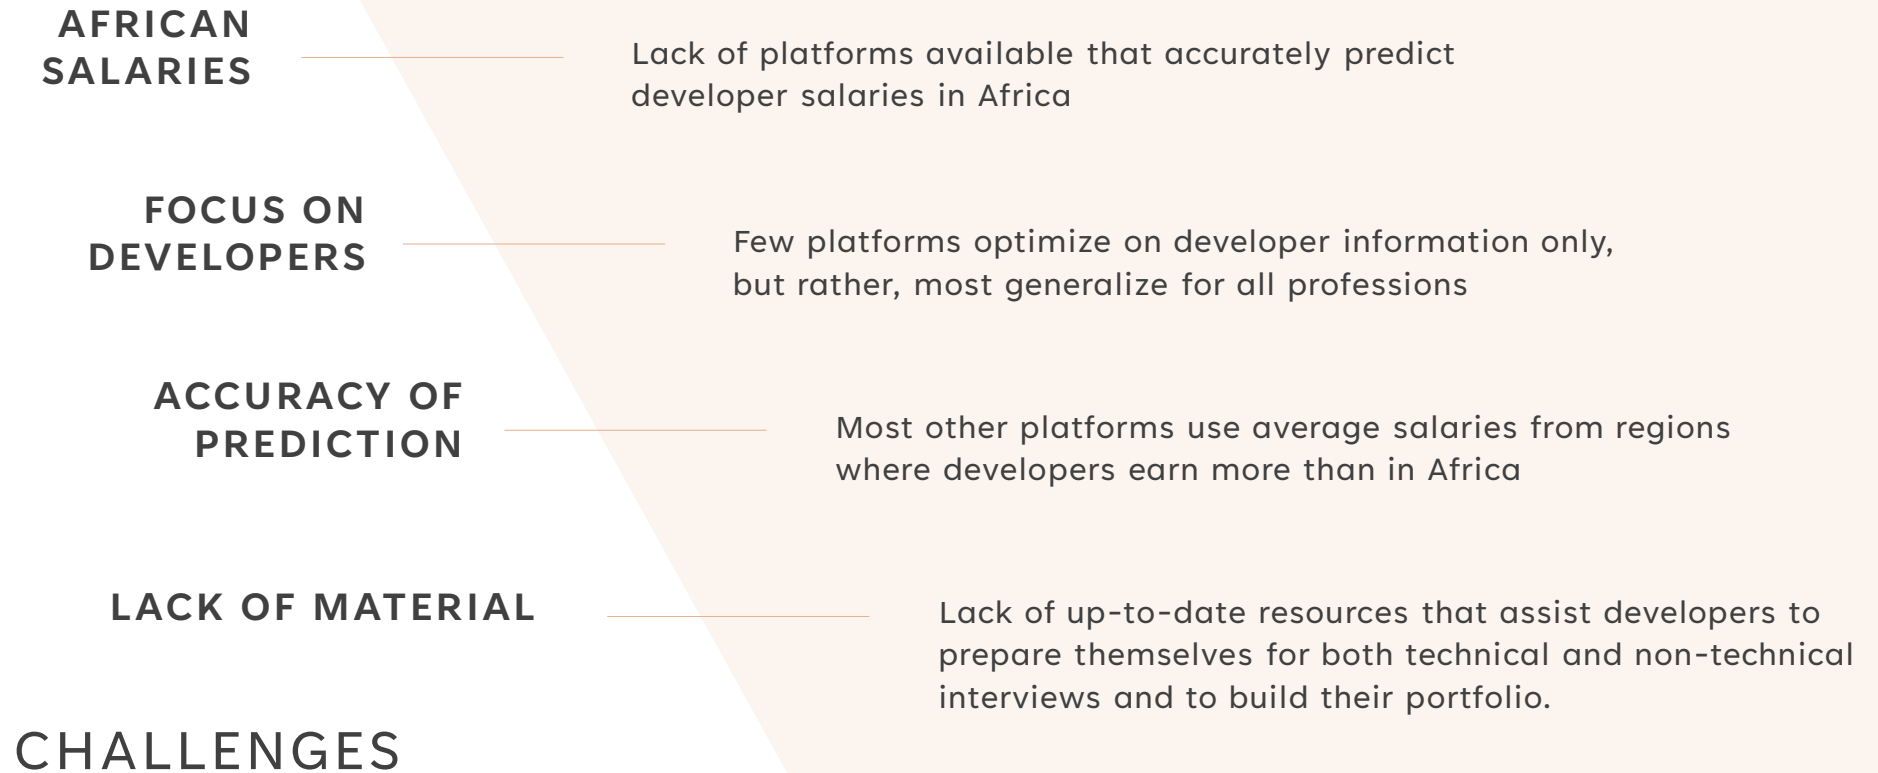 AFRICAN
SALARIES
Lack of platforms available that accurately predict
developer salaries in Africa
FOCUS ON
DEVELOPERS
Few platforms optimize on developer information only,
but rather, most generalize for all professions
ACCURACY OF
PREDICTION
Most other platforms use average salaries from regions
where developers earn more than in Africa
LACK OF MATERIAL
Lack of up-to-date resources that assist developers to
prepare themselves for both technical and non-technical
interviews and to build their portfolio.
CHALLENGES